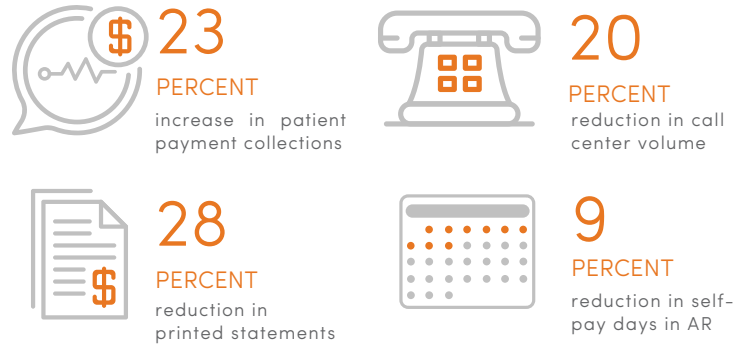 $
23
PERCENT
increase in patient
payment collections
20
PERCENT
reduction in call
center volume
$
28
PERCENT
reduction in
printed statements
9
PERCENT
reduction in self-
pay days in AR